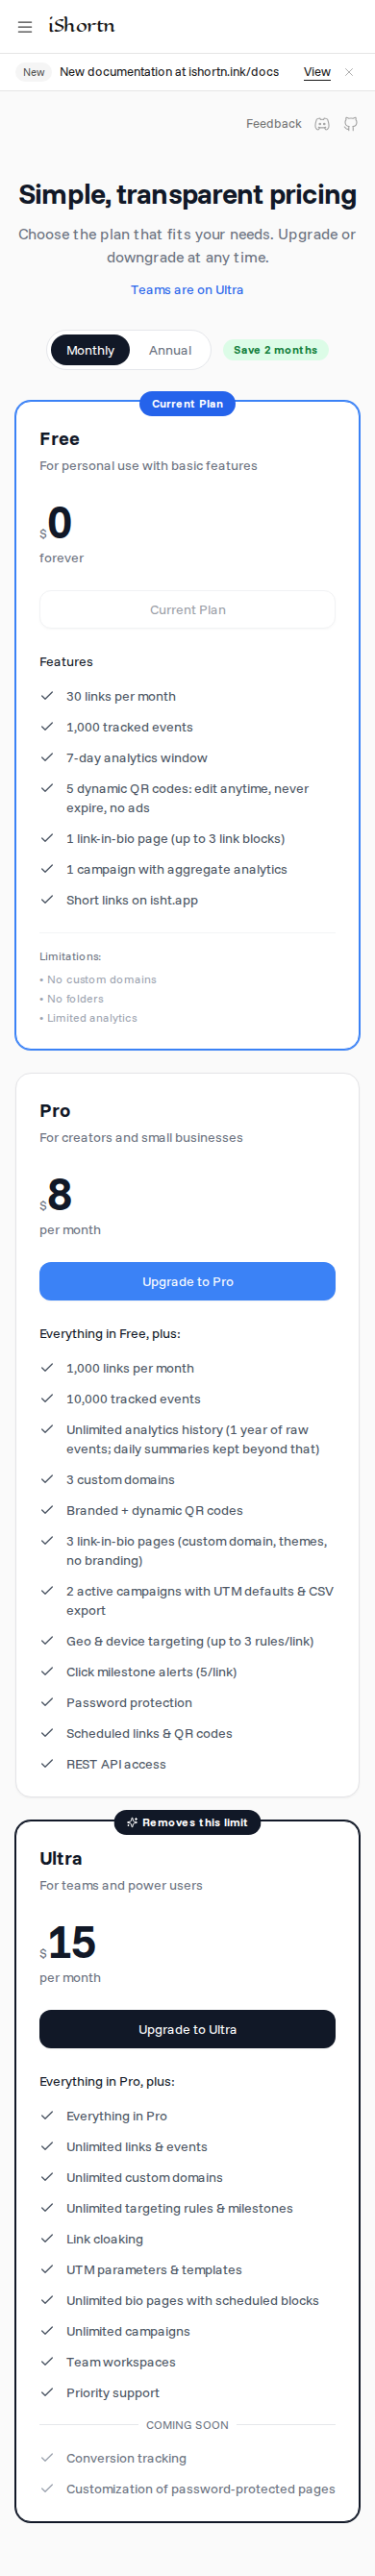 iShortn
New New documentation at ishortn.ink/docs View
Feedback
Simple, transparent pricing
Choose the plan that fits your needs. Upgrade or
downgrade at any time.
Teams are on Ultra
Monthly Annual Save 2 months
Current Plan
Free
For personal use with basic features
$0
forever
Current Plan
Features
30 links per month
1,000 tracked events
7-day analytics window
5 dynamic QR codes: edit anytime, never
expire, no ads
1 link-in-bio page (up to 3 link blocks)
1 campaign with aggregate analytics
Short links on isht.app
Limitations:
• No custom domains
• No folders
• Limited analytics
Pro
For creators and small businesses
$8
per month
Upgrade to Pro
Everything in Free, plus:
1,000 links per month
10,000 tracked events
Unlimited analytics history (1 year of raw
events; daily summaries kept beyond that)
3 custom domains
Branded + dynamic QR codes
3 link-in-bio pages (custom domain, themes,
no branding)
2 active campaigns with UTM defaults & CSV
export
Geo & device targeting (up to 3 rules/link)
Click milestone alerts (5/link)
Password protection
Scheduled links & QR codes
REST API access
Removes this limit
Ultra
For teams and power users
$15
per month
Upgrade to Ultra
Everything in Pro, plus:
Everything in Pro
Unlimited links & events
Unlimited custom domains
Unlimited targeting rules & milestones
Link cloaking
UTM parameters & templates
Unlimited bio pages with scheduled blocks
Unlimited campaigns
Team workspaces
Priority support
COMING SOON
Conversion tracking
Customization of password-protected pages